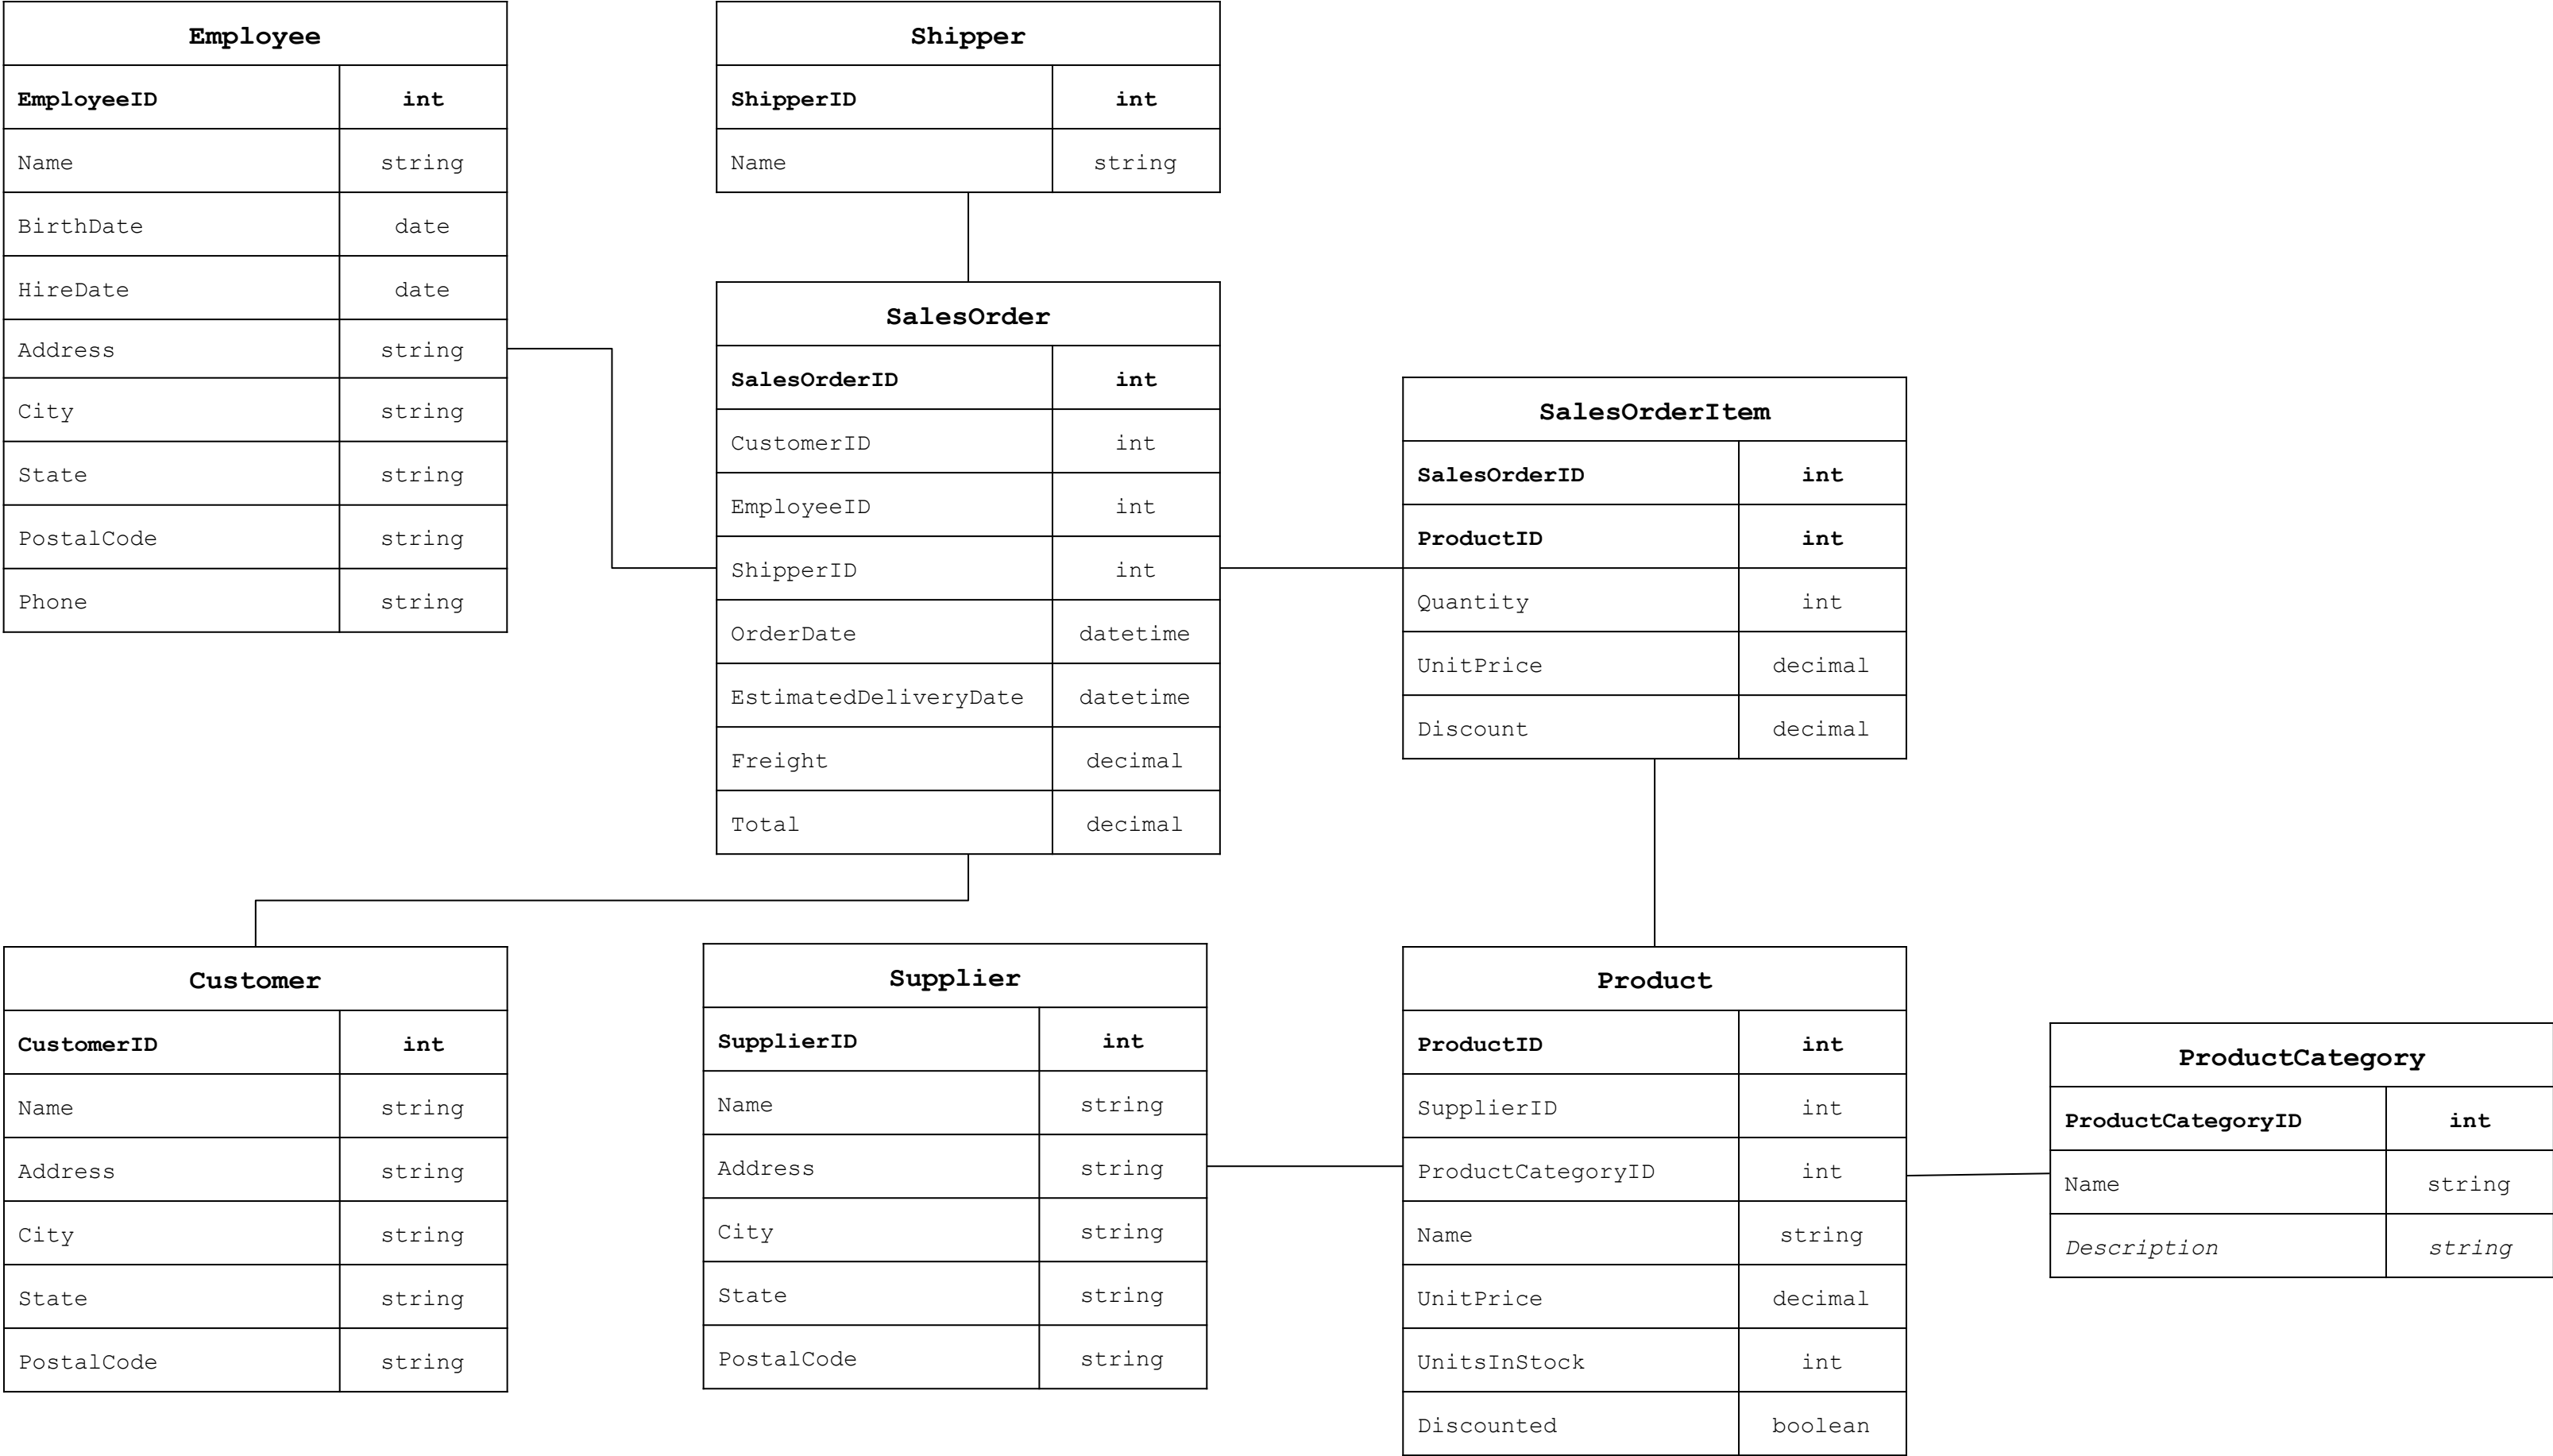 Employee
EmployeeID int
Name string
BirthDate date
HireDate date
Address string
City string
State string
PostalCode string
Phone string
Shipper
ShipperID int
Name string
SalesOrder
SalesOrderID int
CustomerID int
EmployeeID int
ShipperID int
OrderDate datetime
EstimatedDeliveryDate datetime
Freight decimal
Total decimal
SalesOrderItem
SalesOrderID int
ProductID int
Quantity int
UnitPrice decimal
Discount decimal
Customer
CustomerID int
Name string
Address string
City string
State string
PostalCode string
Supplier
SupplierID int
Name string
Address string
City string
State string
PostalCode string
Product
ProductID int
SupplierID int
ProductCategoryID int
Name string
UnitPrice decimal
UnitsInStock int
Discounted boolean
ProductCategory
ProductCategoryID int
Name string
Description string